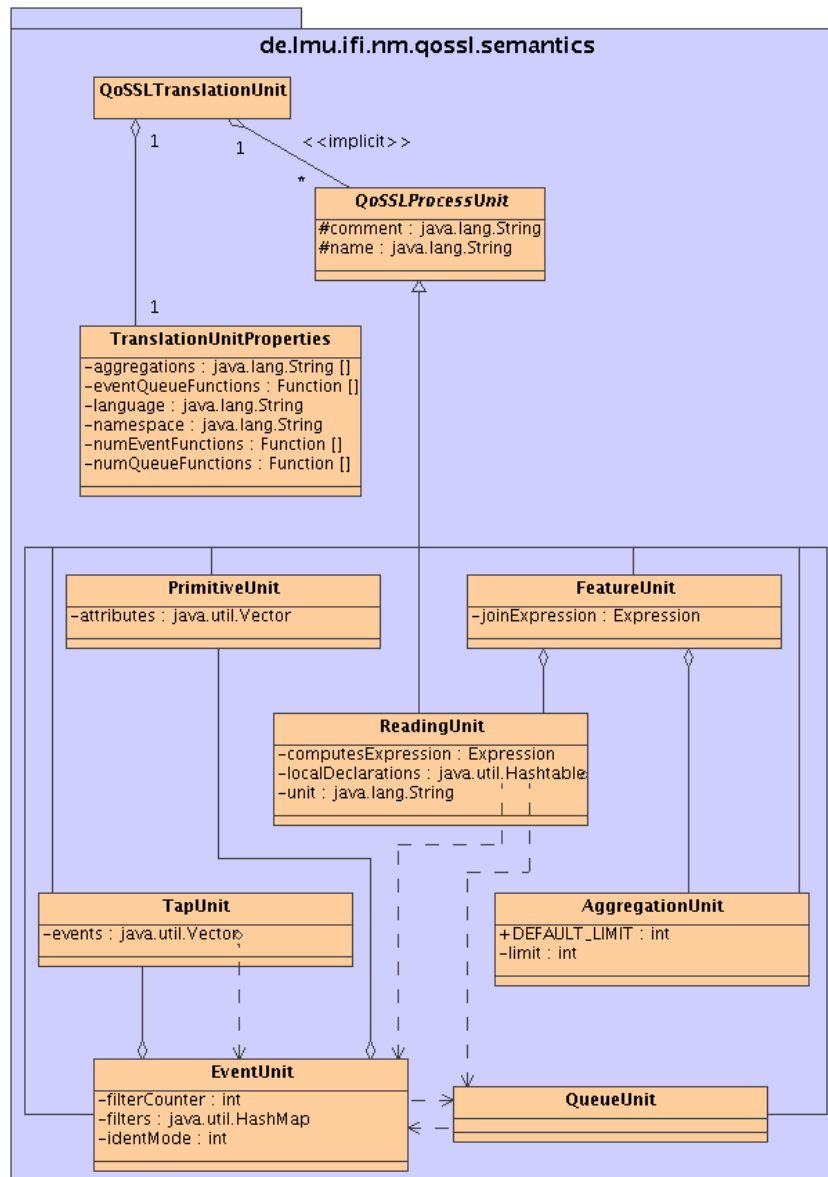 de.lmu.ifi.nm.qossl.semantics
QoSSLTranslationUnit
1
1
<<implicit>>
*
QoSSLProcessUnit
#comment : java.lang.String
#name : java.lang.String
1
TranslationUnitProperties
-aggregations : java.lang.String []
-eventQueueFunctions : Function []
-language : java.lang.String
-namespace : java.lang.String
-numEventFunctions : Function []
-numQueueFunctions : Function []
PrimitiveUnit
-attributes : java.util.Vector
FeatureUnit
-joinExpression : Expression
ReadingUnit
-computesExpression : Expression
-localDeclarations : java.util.Hashtable
-unit : java.lang.String
TapUnit
-events : java.util.Vector
AggregationUnit
+DEFAULT_LIMIT : int
-limit : int
EventUnit
-filterCounter : int
-filters : java.util.HashMap
-identMode : int
QueueUnit